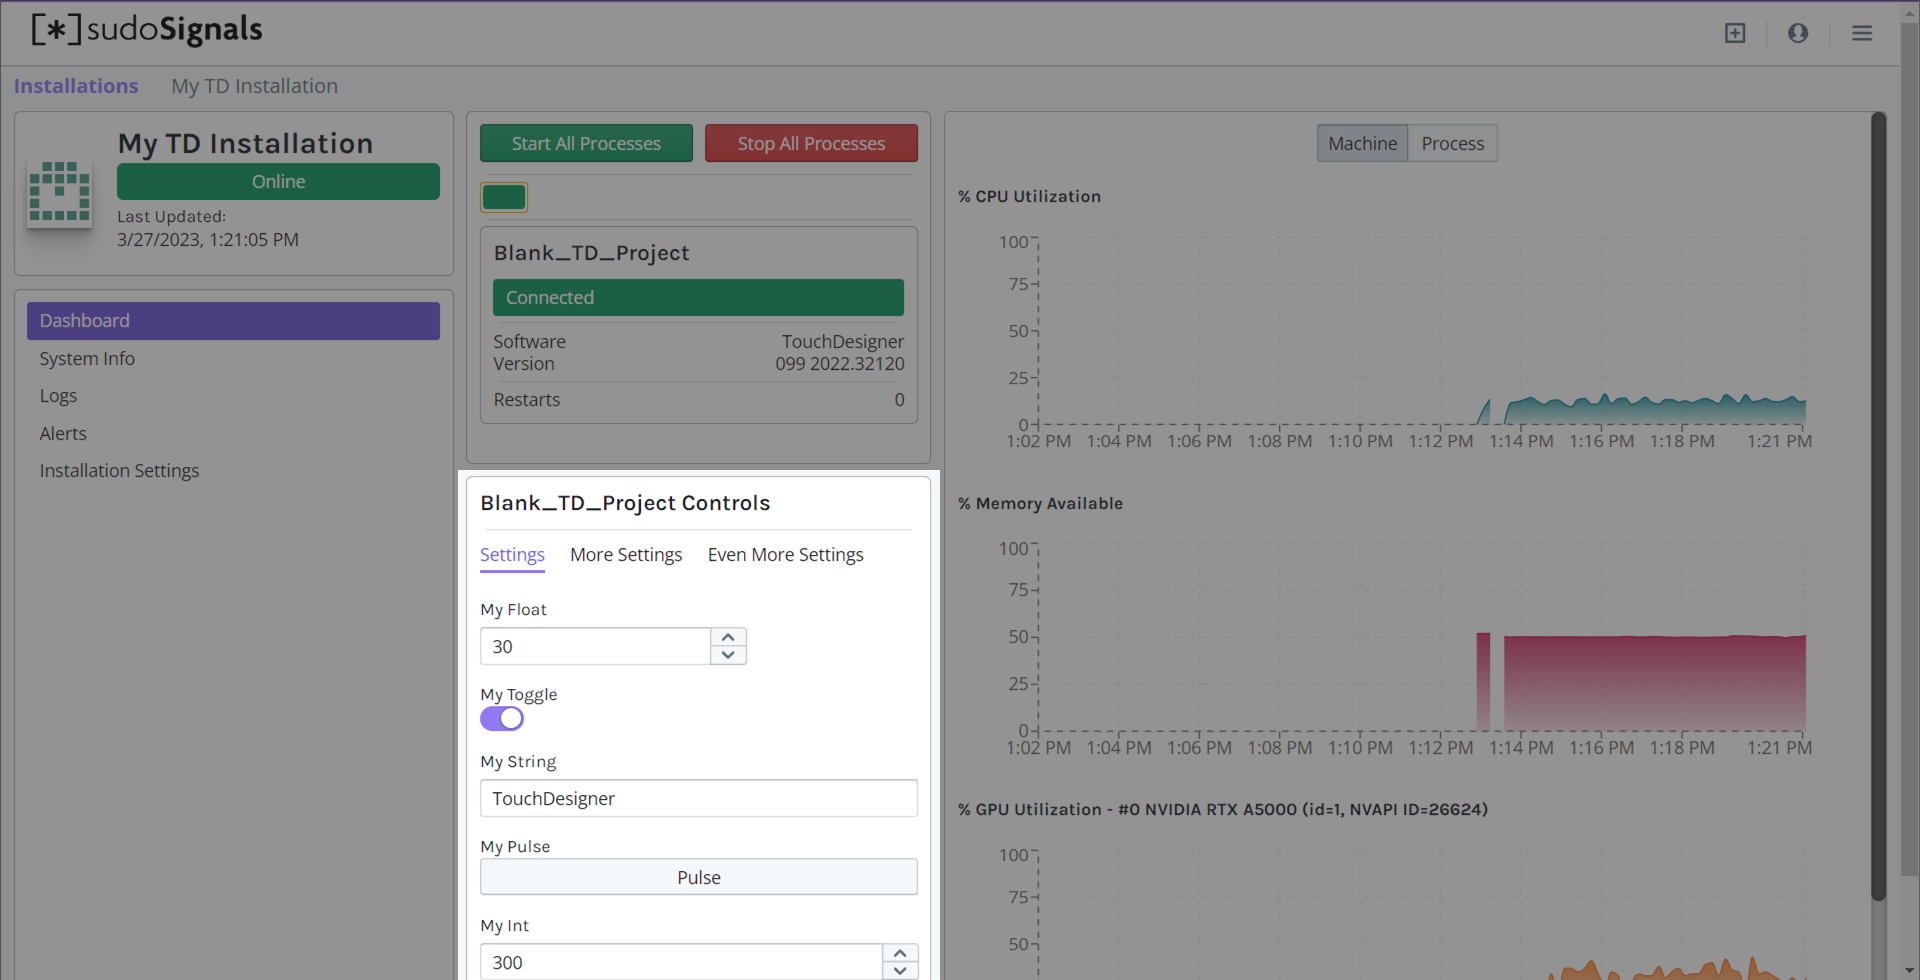 [*]sudoSignals
Installations
My TD Installation
My TD Installation
Online
Last Updated:
3/27/2023, 1:21:05 PM
Dashboard
System Info
Logs
Alerts
Installation Settings
Start All Processes
Stop All Processes
Blank_TD_Project
Connected
Software TouchDesigner
Version 099 2022.32120
Restarts 0
Blank_TD_Project Controls
Settings More Settings Even More Settings
My Float
30
My Toggle
My String
TouchDesigner
My Pulse
Pulse
My Int
300
Machine Process
% CPU Utilization
100
75
50
25
0
1:02 PM 1:04 PM 1:06 PM 1:08 PM 1:10 PM 1:12 PM 1:14 PM 1:16 PM 1:18 PM 1:21 PM
% Memory Available
100
75
50
25
0
1:02 PM 1:04 PM 1:06 PM 1:08 PM 1:10 PM 1:12 PM 1:14 PM 1:16 PM 1:18 PM 1:21 PM
% GPU Utilization - #0 NVIDIA RTX A5000 (id=1, NVAPI ID=26624)
100
75
50